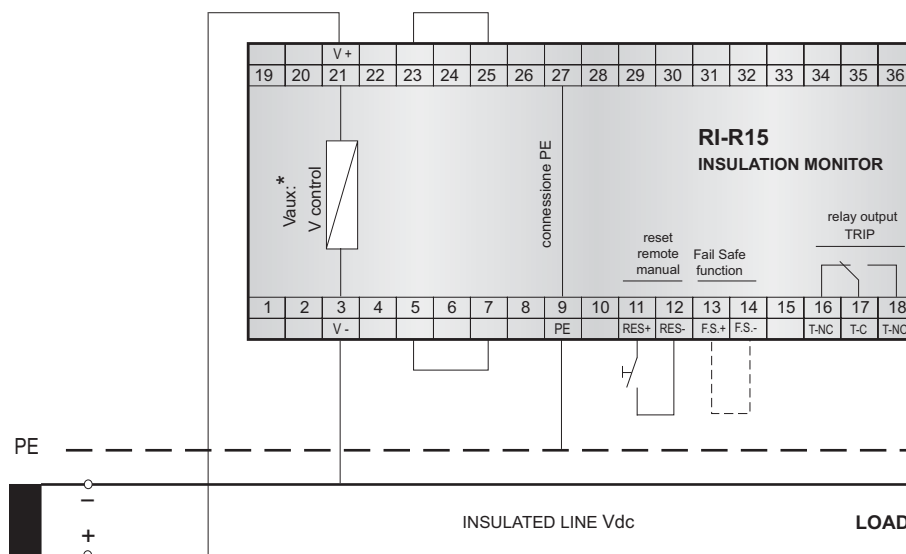 V +
19 20 21 22 23 24 25 26 27 28 29 30 31 32 33 34 35 36
RI-R15
INSULATION MONITOR
Vaux:*
V control
connessione PE
relay output
TRIP
reset
remote
manual
Fail Safe
function
1 2 3 4 5 6 7 8 9 10 11 12 13 14 15 16 17 18
V - PE RES+ RES- F.S.+ F.S.- T-NC T-C T-NC
PE
−
+
INSULATED LINE Vdc
LOAD